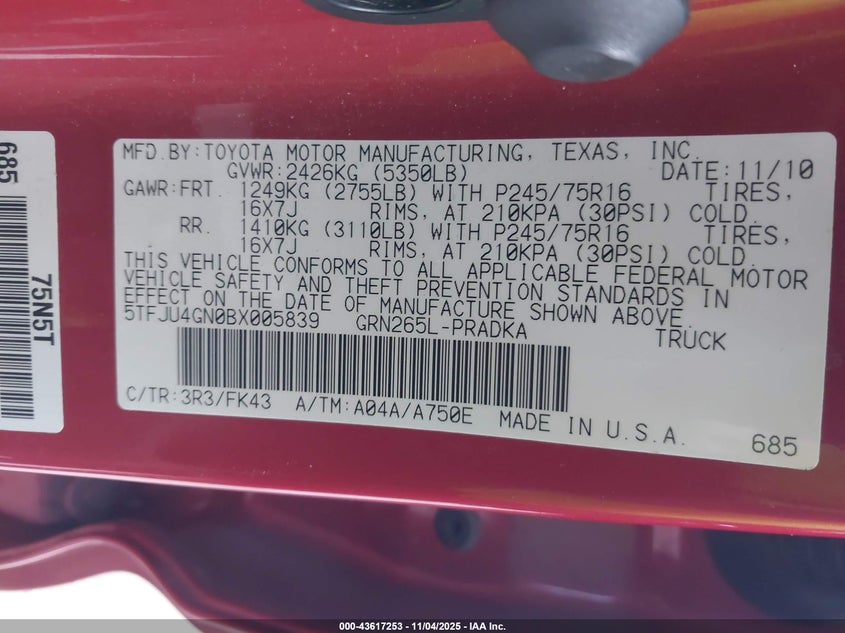 MFD.BY:TOYOTA MOTOR MANUFACTURING, TEXAS, INC.
GVWR:2426KG (5350LB) DATE:11/10
GAWR:FRT. 1249KG (2755LB) WITH P245/75R16 TIRES,
16X7J RIMS, AT 210KPA (30PSI) COLD.
RR. 1410KG (3110LB) WITH P245/75R16 TIRES,
16X7J RIMS, AT 210KPA (30PSI) COLD.
THIS VEHICLE CONFORMS TO ALL APPLICABLE FEDERAL MOTOR
VEHICLE SAFETY AND THEFT PREVENTION STANDARDS IN
EFFECT ON THE DATE OF MANUFACTURE SHOWN ABOVE.
5TFJU4GN0BX005839 GRN265L-PRADKA TRUCK
C/TR:3R3/FK43 A/TM:A04A/A750E MADE IN U.S.A. 685
685
75N5T
000-43617253 - 11/04/2025 - IAA Inc.